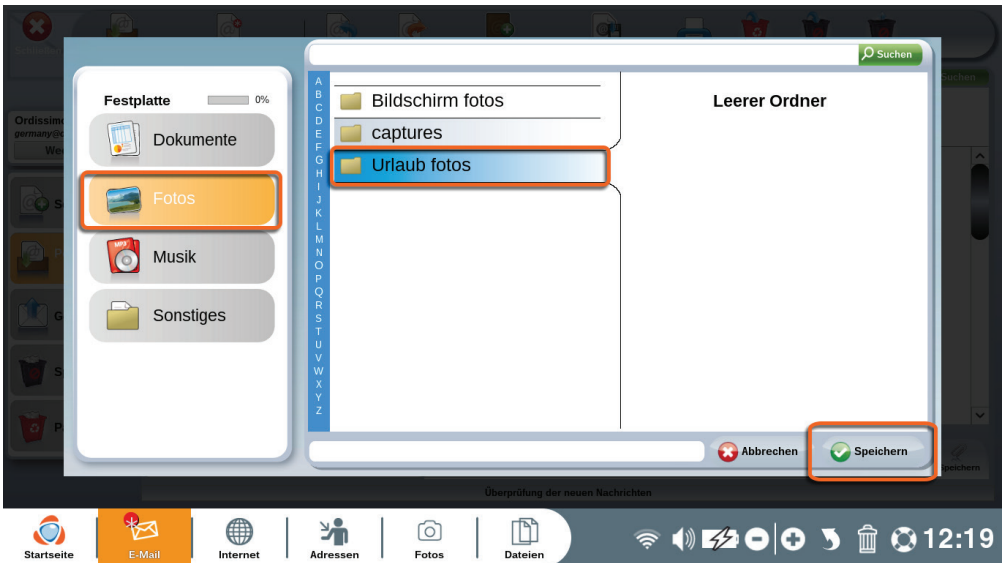 Suchen
Festplatte 0%
Dokumente
Fotos
Musik
Sonstiges
A
B
C
D
E
F
G
H
I
J
K
L
M
N
O
P
Q
R
S
T
U
V
W
X
Y
Z
Bildschirm fotos
captures
Urlaub fotos
Leerer Ordner
Abbrechen
Speichern
Suchen
Überprüfung der neuen Nachrichten
Startseite
E-Mail
Internet
Adressen
Fotos
Dateien
12:19